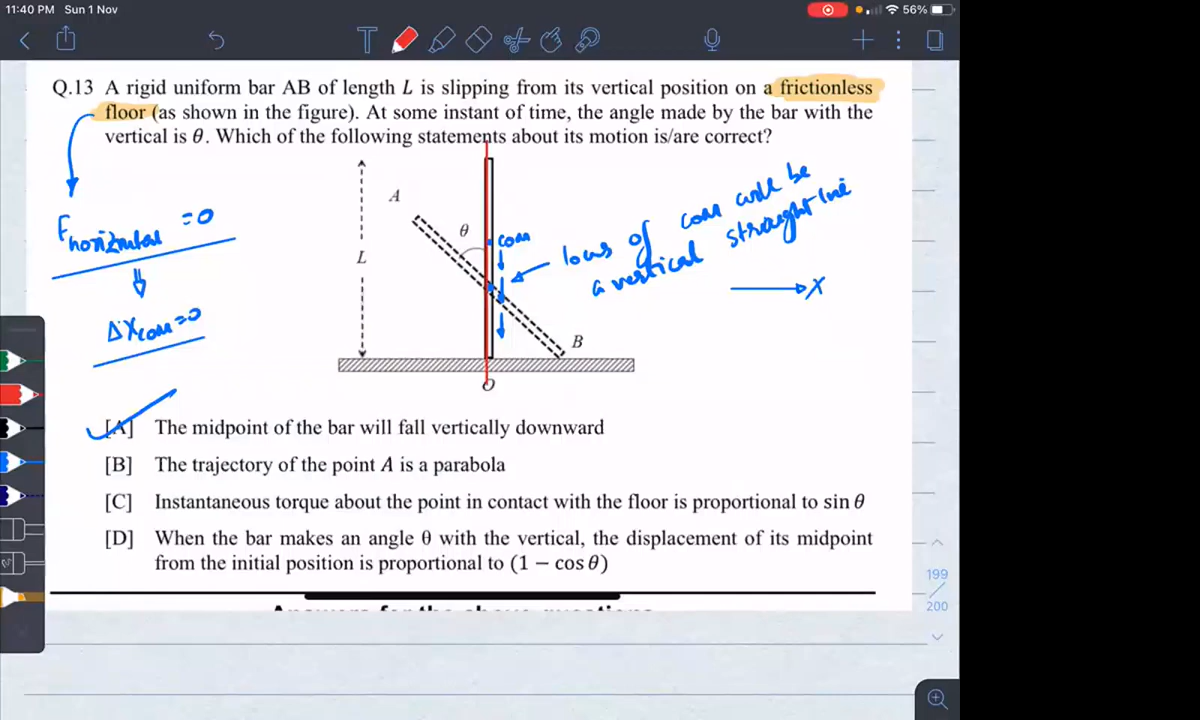 11:40 PM Sun 1 Nov
56%
Q.13 A rigid uniform bar AB of length L is slipping from its vertical position on a frictionless
floor (as shown in the figure). At some instant of time, the angle made by the bar with the
vertical is θ. Which of the following statements about its motion is/are correct?
A
θ
L
com
B
O
F horizontal = 0
ΔX com = 0
locus of com will be
a vertical straight line
X
[A] The midpoint of the bar will fall vertically downward
[B] The trajectory of the point A is a parabola
[C] Instantaneous torque about the point in contact with the floor is proportional to sin θ
[D] When the bar makes an angle θ with the vertical, the displacement of its midpoint
from the initial position is proportional to (1 − cos θ)
199
200